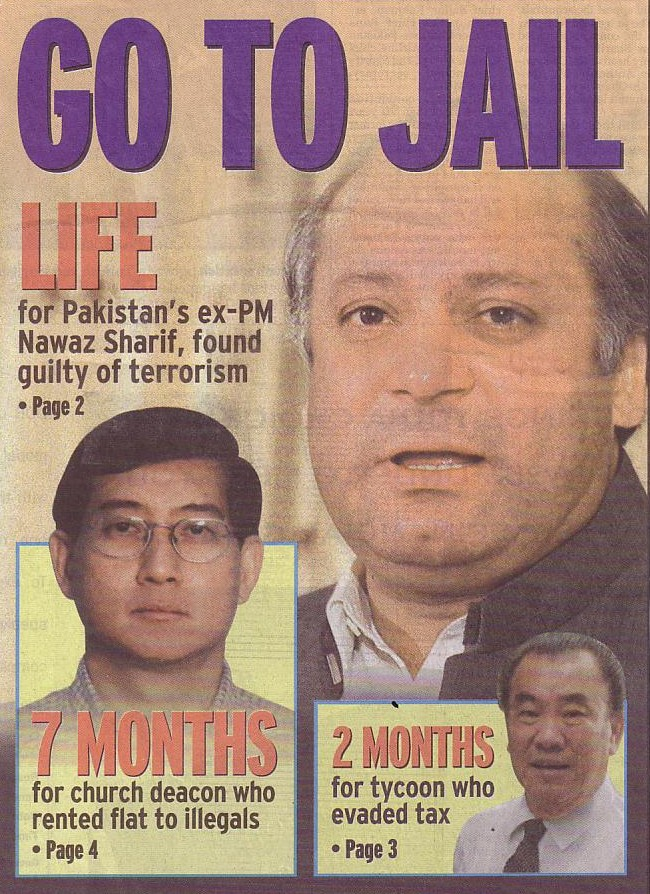 GO TO JAIL
LIFE
for Pakistan's ex-PM
Nawaz Sharif, found
guilty of terrorism
• Page 2
7 MONTHS
for church deacon who
rented flat to illegals
• Page 4
2 MONTHS
for tycoon who
evaded tax
• Page 3